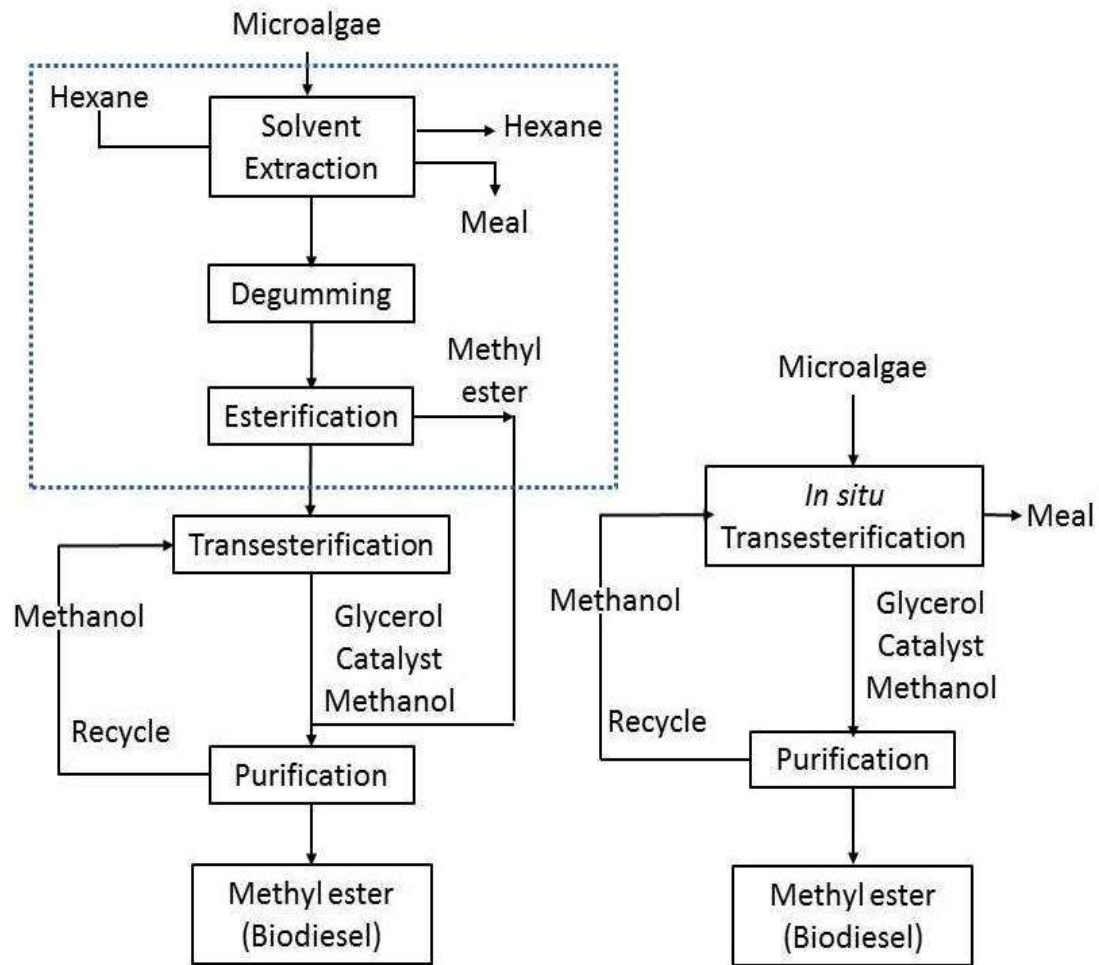 Microalgae
Hexane
Solvent
Extraction
Hexane
Meal
Degumming
Methyl
ester
Esterification
Transesterification
Methanol
Glycerol
Catalyst
Methanol
Recycle
Purification
Methyl ester
(Biodiesel)
Microalgae
In situ
Transesterification
Meal
Methanol
Glycerol
Catalyst
Methanol
Recycle
Purification
Methyl ester
(Biodiesel)